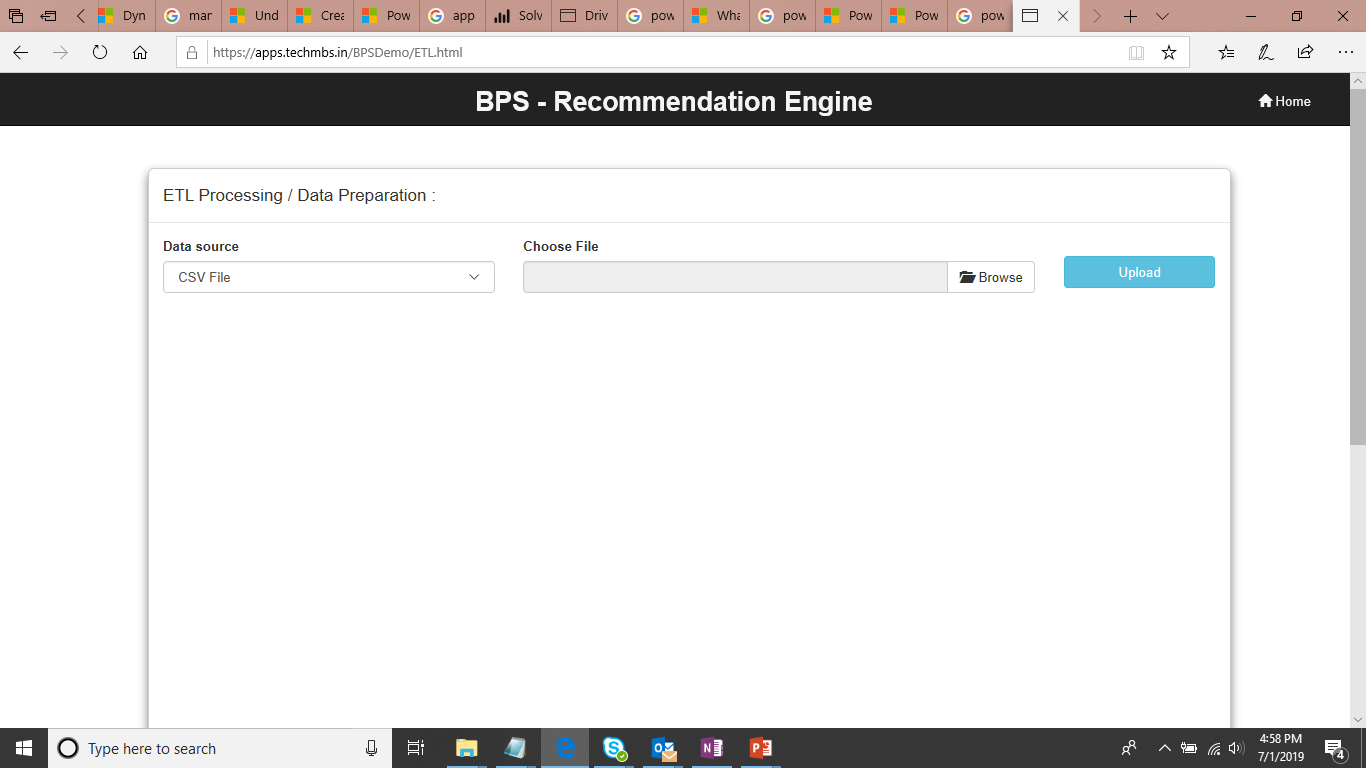 Dyn
mar
Und
Crea
Pow
app
Solv
Driv
pow
Wha
pow
Pow
Pow
pow
https://apps.techmbs.in/BPSDemo/ETL.html
BPS - Recommendation Engine
Home
ETL Processing / Data Preparation :
Data source
Choose File
CSV File
Browse
Upload
Type here to search
4:58 PM
7/1/2019
4